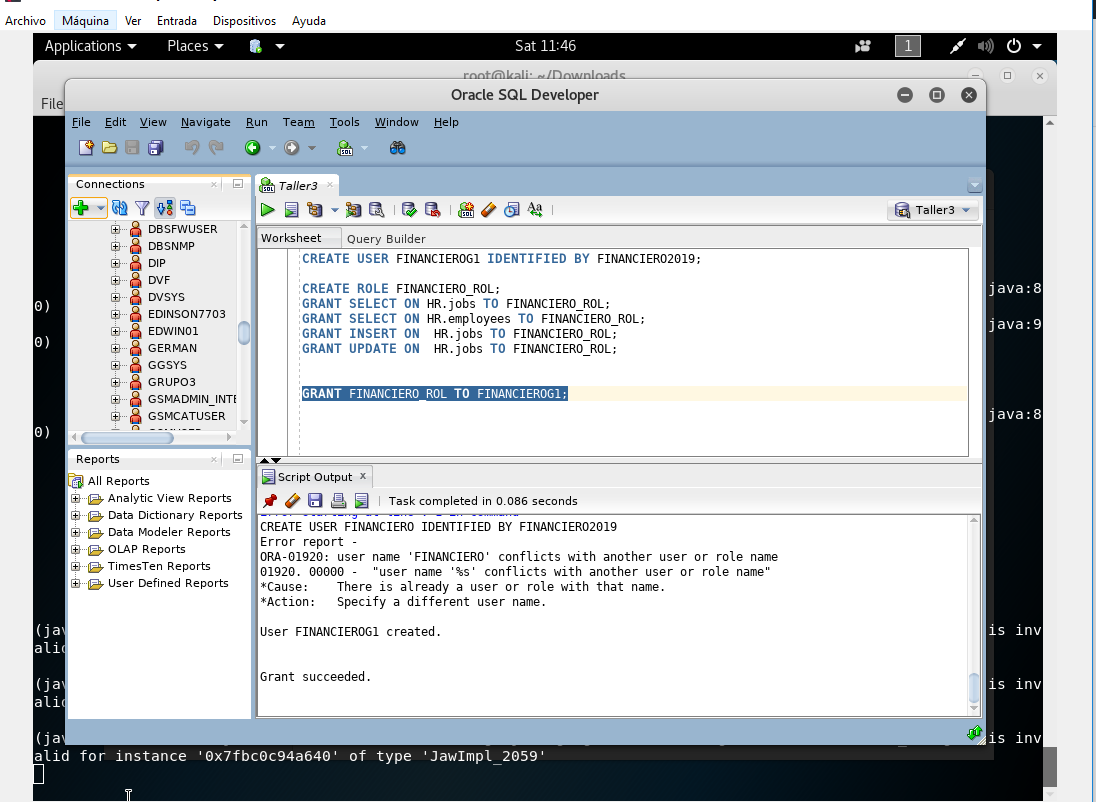 Archivo Máquina Ver Entrada Dispositivos Ayuda
Applications Places Sat 11:46 1
root@kali: ~/Downloads
File
Oracle SQL Developer
File Edit View Navigate Run Team Tools Window Help
Connections
DBSFWUSER
DBSNMP
DIP
DVF
DVSYS
EDINSON7703
EDWIN01
GERMAN
GGSYS
GRUPO3
GSMADMIN_INTE
GSMCATUSER
Reports
All Reports
Analytic View Reports
Data Dictionary Reports
Data Modeler Reports
OLAP Reports
TimesTen Reports
User Defined Reports
Taller3
Taller3
Worksheet Query Builder
CREATE USER FINANCIEROG1 IDENTIFIED BY FINANCIERO2019;
CREATE ROLE FINANCIERO_ROL;
GRANT SELECT ON HR.jobs TO FINANCIERO_ROL;
GRANT SELECT ON HR.employees TO FINANCIERO_ROL;
GRANT INSERT ON  HR.jobs TO FINANCIERO_ROL;
GRANT UPDATE ON  HR.jobs TO FINANCIERO_ROL;
GRANT FINANCIERO_ROL TO FINANCIEROG1;
Script Output
Task completed in 0.086 seconds
CREATE USER FINANCIERO IDENTIFIED BY FINANCIERO2019
Error report -
ORA-01920: user name 'FINANCIERO' conflicts with another user or role name
01920. 00000 -  "user name '%s' conflicts with another user or role name"
*Cause:    There is already a user or role with that name.
*Action:   Specify a different user name.
User FINANCIEROG1 created.
Grant succeeded.
java:8
0)
java:9
0)
java:8
0)
(jav
is inv
alid
(jav
is inv
alid
(jav
is inv
alid for instance '0x7fbc0c94a640' of type 'JawImpl_2059'